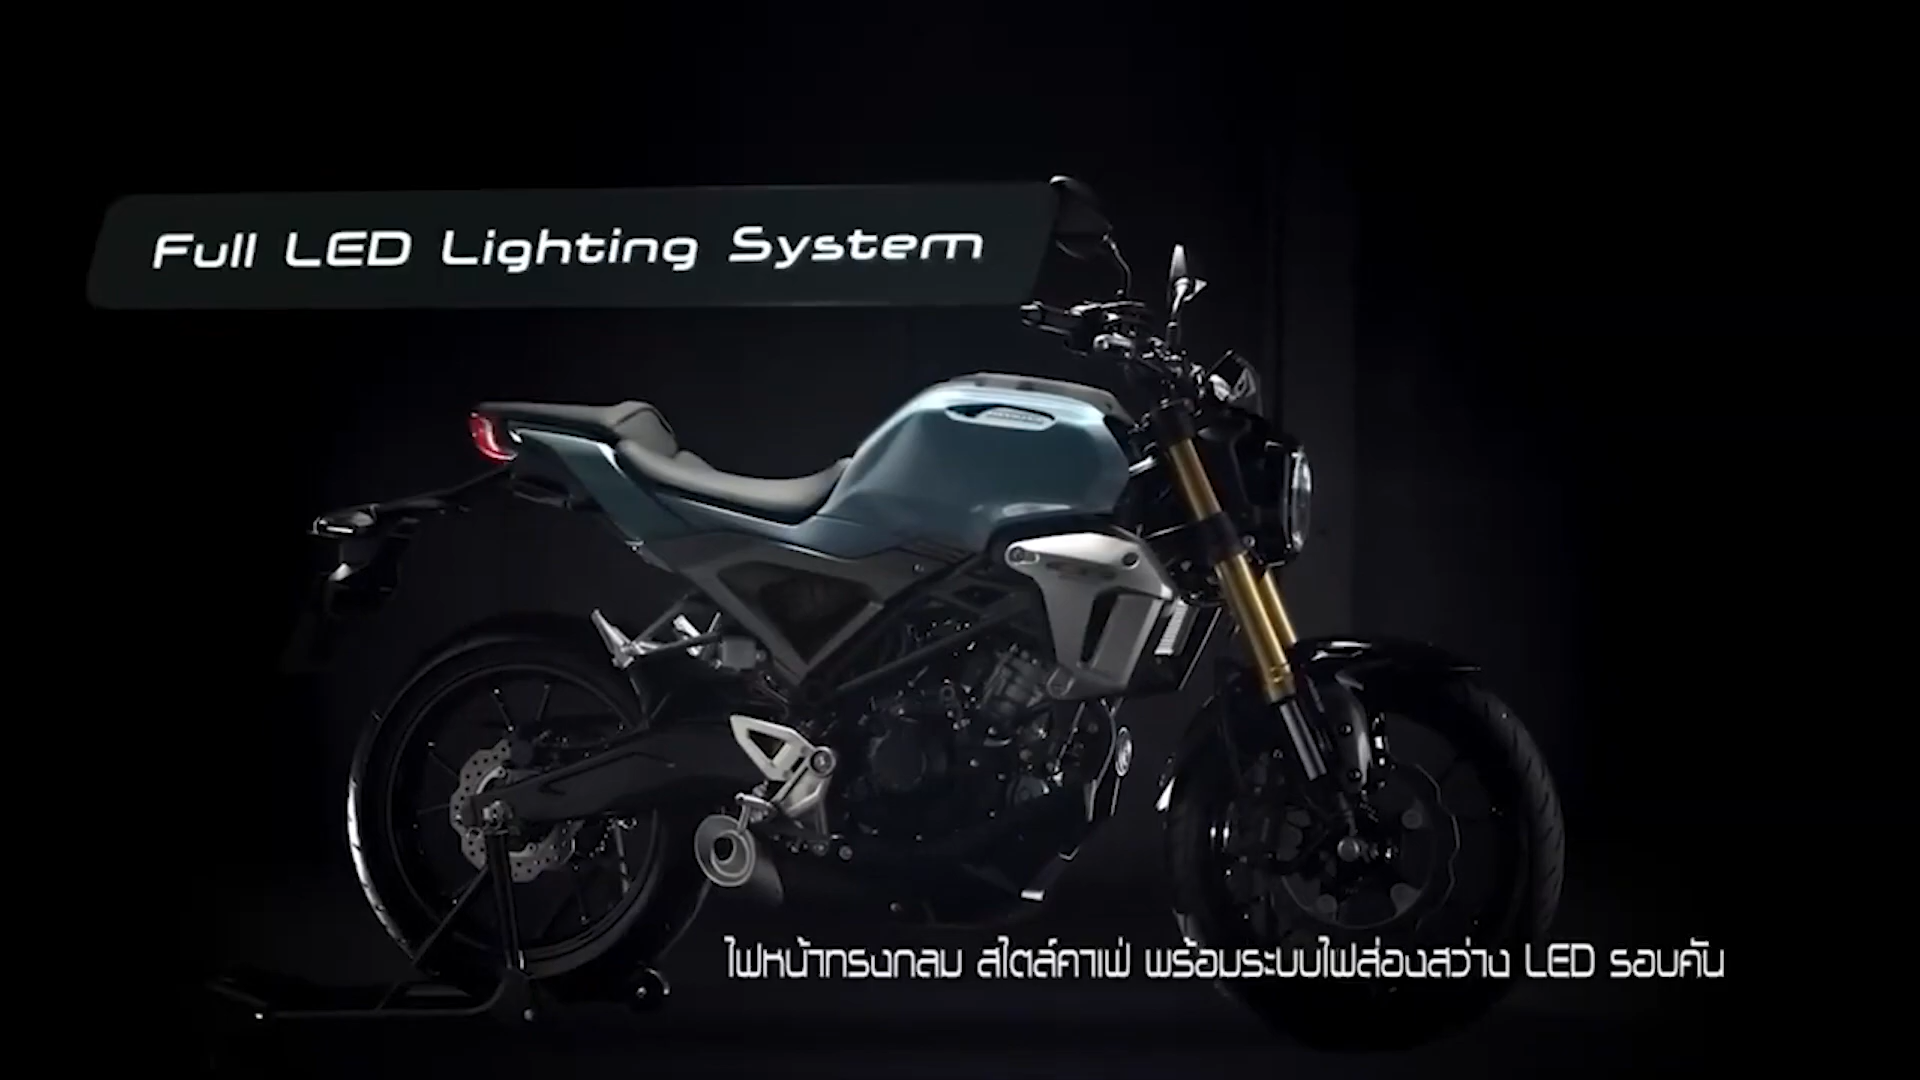 Full LED Lighting System
ไฟหน้าทรงกลม สไตล์คาเฟ่ พร้อมระบบไฟส่องสว่าง LED รอบคัน